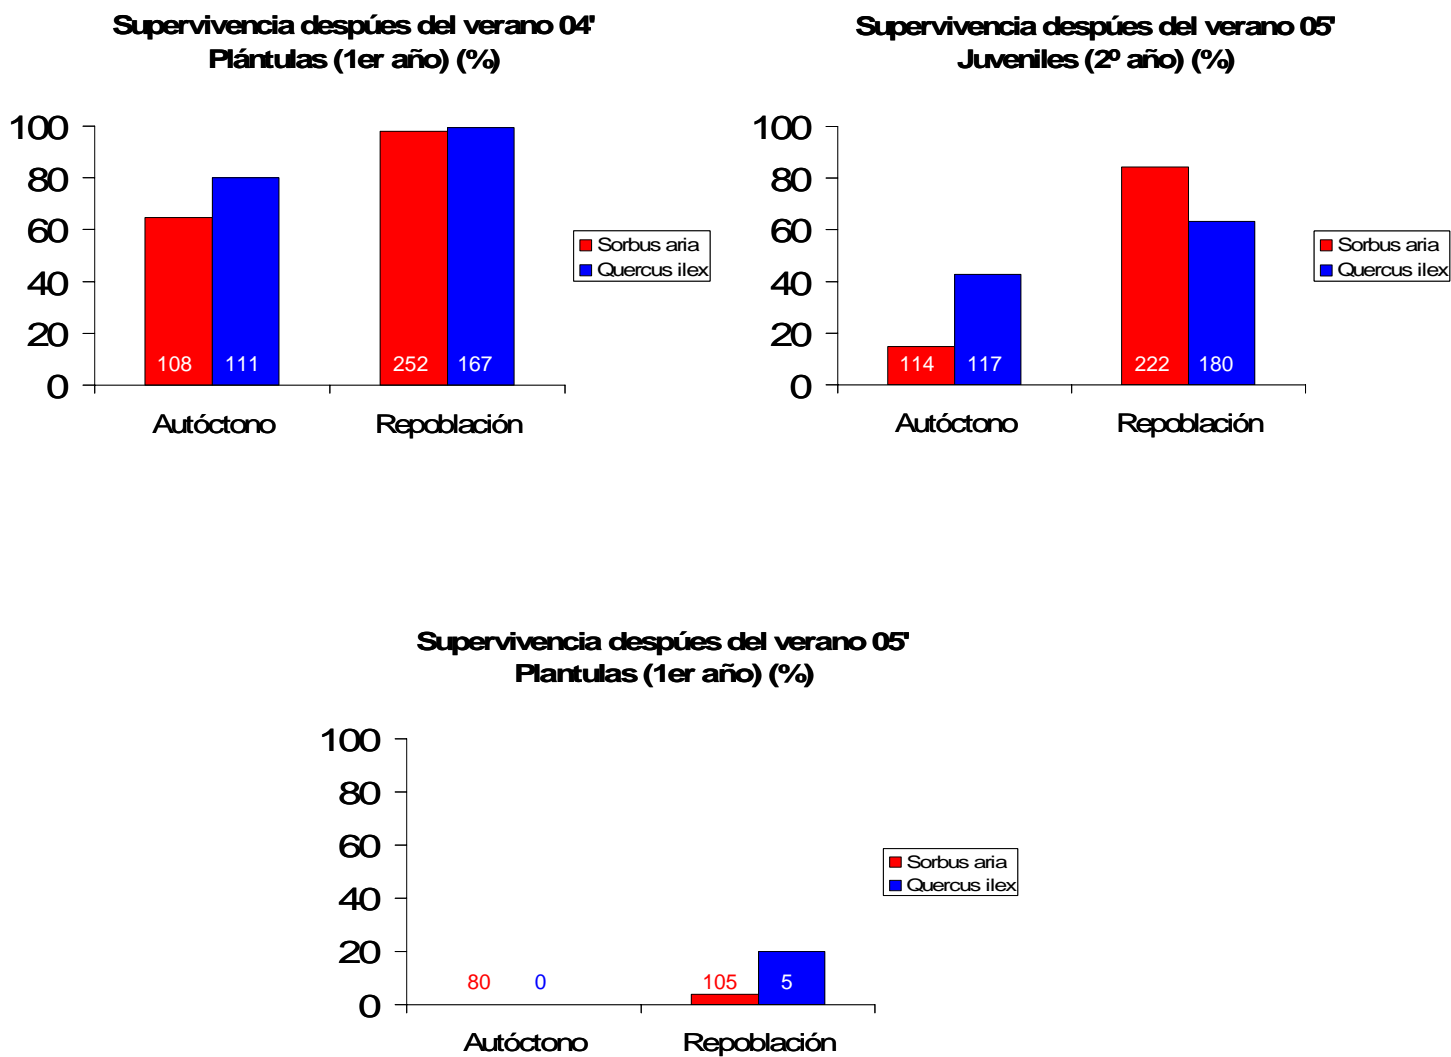 Supervivencia despúes del verano 04'
Plántulas (1er año) (%)
100
80
60
40
20
0
108
111
252
167
Autóctono
Repoblación
Sorbus aria
Quercus ilex
Supervivencia despúes del verano 05'
Juveniles (2º año) (%)
100
80
60
40
20
0
114
117
222
180
Autóctono
Repoblación
Sorbus aria
Quercus ilex
Supervivencia despúes del verano 05'
Plantulas (1er año) (%)
100
80
60
40
20
0
80
0
105
5
Autóctono
Repoblación
Sorbus aria
Quercus ilex